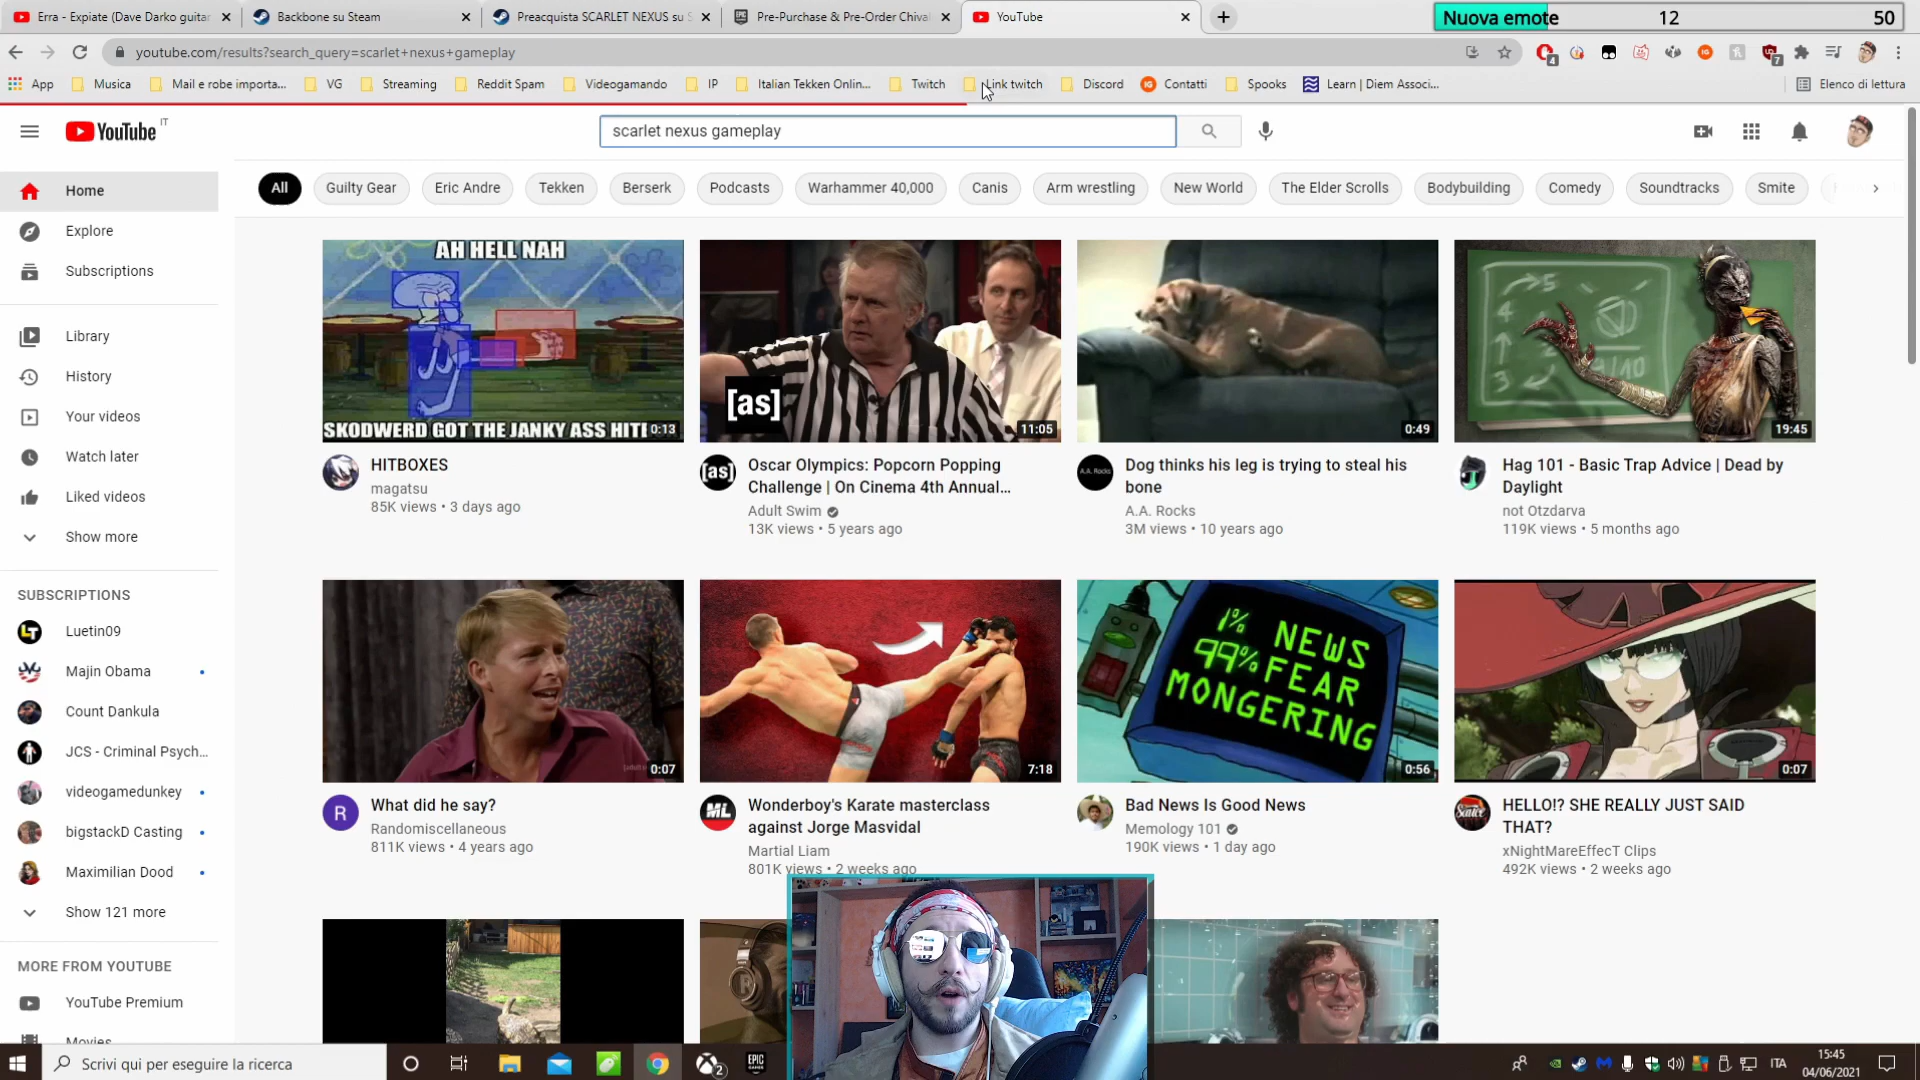 Erra - Expiate (Dave Darko guitar
Backbone su Steam
Preacquista SCARLET NEXUS su S
Pre-Purchase & Pre-Order Chival
YouTube
Nuova emote 12 50
youtube.com/results?search_query=scarlet+nexus+gameplay
App
Musica
Mail e robe importa...
VG
Streaming
Reddit Spam
Videogamando
IP
Italian Tekken Onlin...
Twitch
Link twitch
Discord
Contatti
Spooks
Learn | Diem Associ...
Elenco di lettura
YouTube IT
scarlet nexus gameplay
Home
Explore
Subscriptions
Library
History
Your videos
Watch later
Liked videos
Show more
SUBSCRIPTIONS
Luetin09
Majin Obama
Count Dankula
JCS - Criminal Psych...
videogamedunkey
bigstackD Casting
Maximilian Dood
Show 121 more
MORE FROM YOUTUBE
YouTube Premium
Movies
All
Guilty Gear
Eric Andre
Tekken
Berserk
Podcasts
Warhammer 40,000
Canis
Arm wrestling
New World
The Elder Scrolls
Bodybuilding
Comedy
Soundtracks
Smite
AH HELL NAH
SKODWERD GOT THE JANKY ASS HIT
0:13
HITBOXES
magatsu
85K views • 3 days ago
[as]
11:05
[as]
Oscar Olympics: Popcorn Popping
Challenge | On Cinema 4th Annual...
Adult Swim
13K views • 5 years ago
0:49
A.A. Rocks
Dog thinks his leg is trying to steal his
bone
A.A. Rocks
3M views • 10 years ago
19:45
Hag 101 - Basic Trap Advice | Dead by
Daylight
not Otzdarva
119K views • 5 months ago
0:07
R
What did he say?
Randomiscellaneous
811K views • 4 years ago
7:18
ML
Wonderboy's Karate masterclass
against Jorge Masvidal
Martial Liam
801K views • 2 weeks ago
1% NEWS
99% FEAR
MONGERING
0:56
Bad News Is Good News
Memology 101
190K views • 1 day ago
0:07
HELLO!? SHE REALLY JUST SAID
THAT?
xNightMareEffecT Clips
492K views • 2 weeks ago
Scrivi qui per eseguire la ricerca
EPIC
GAMES
ITA
15:45
04/06/2021